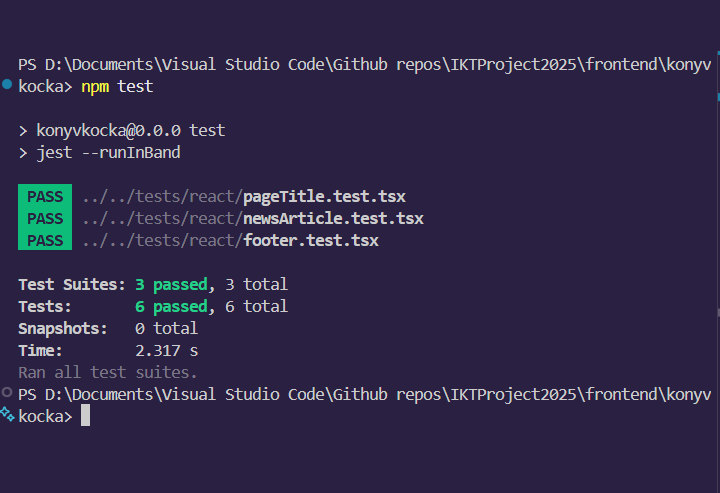 PS D:\Documents\Visual Studio Code\Github repos\IKTProject2025\frontend\konyv
kocka> npm test
> konyvkocka@0.0.0 test
> jest --runInBand
PASS ../../tests/react/pageTitle.test.tsx
PASS ../../tests/react/newsArticle.test.tsx
PASS ../../tests/react/footer.test.tsx
Test Suites: 3 passed, 3 total
Tests:       6 passed, 6 total
Snapshots:   0 total
Time:        2.317 s
Ran all test suites.
PS D:\Documents\Visual Studio Code\Github repos\IKTProject2025\frontend\konyv
kocka>